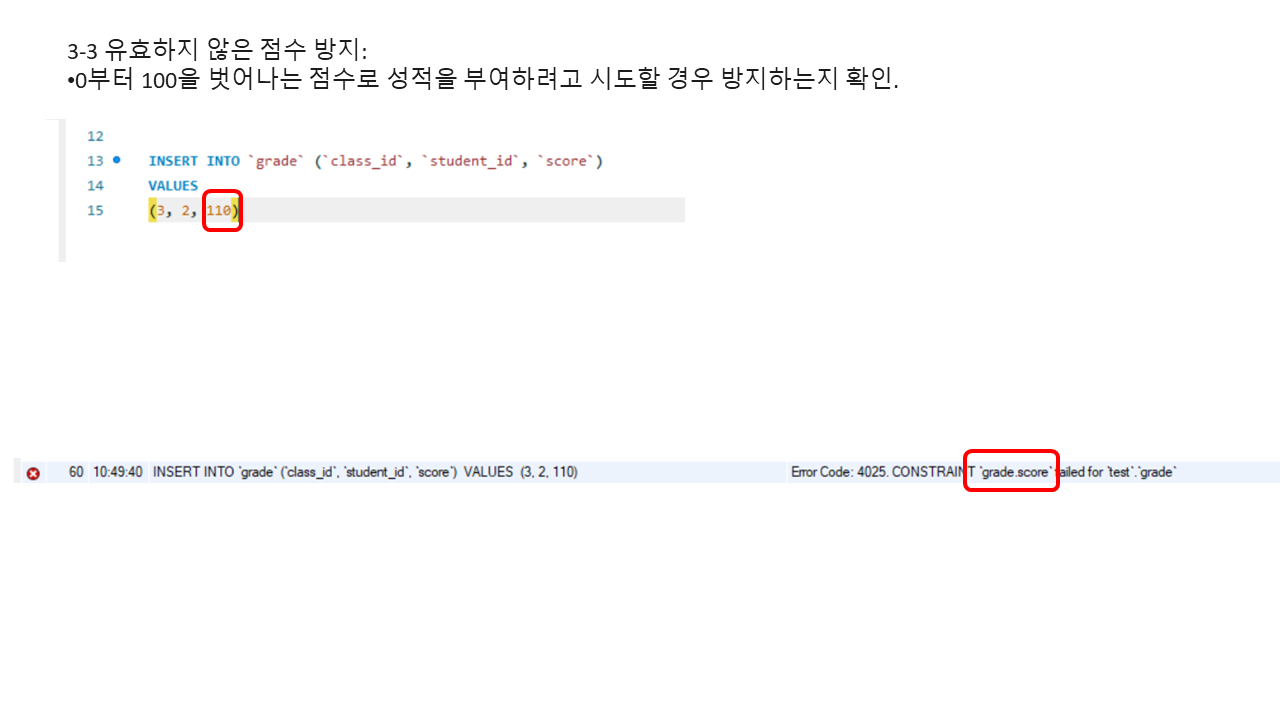 3-3 유효하지 않은 점수 방지:
•0부터 100을 벗어나는 점수로 성적을 부여하려고 시도할 경우 방지하는지 확인.
12
13 INSERT INTO `grade` (`class_id`, `student_id`, `score`)
14 VALUES
15 (3, 2, 110)
60 10:49:40 INSERT INTO `grade` (`class_id`, `student_id`, `score`) VALUES (3, 2, 110) Error Code: 4025. CONSTRAINT `grade.score` failed for `test`.`grade`